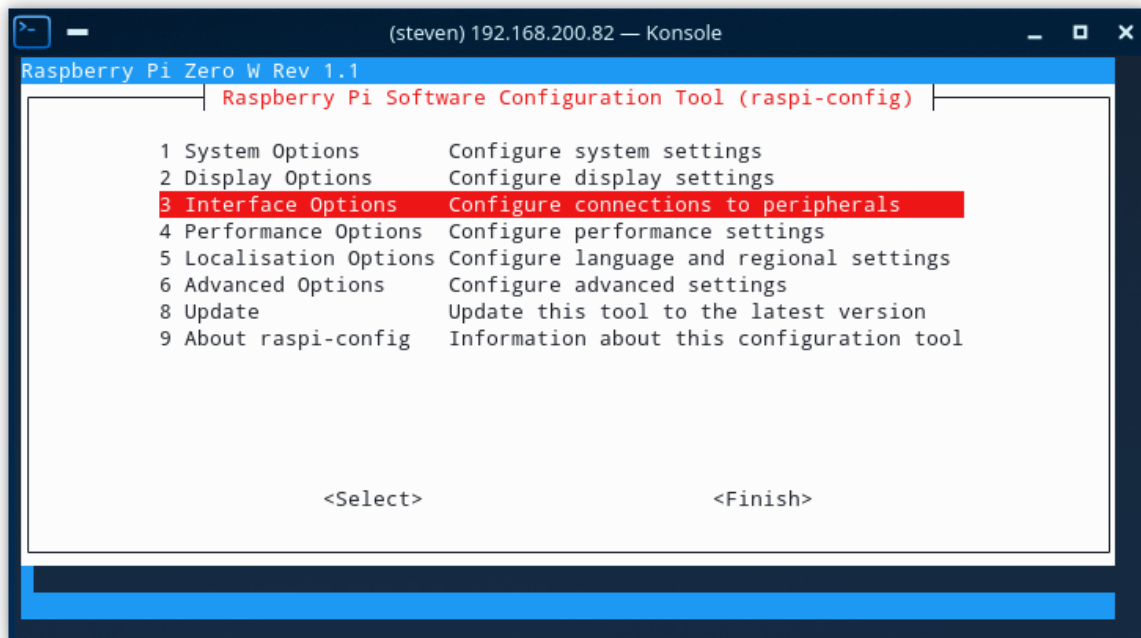 (steven) 192.168.200.82 — Konsole
Raspberry Pi Zero W Rev 1.1
Raspberry Pi Software Configuration Tool (raspi-config)
1 System Options Configure system settings
2 Display Options Configure display settings
3 Interface Options Configure connections to peripherals
4 Performance Options Configure performance settings
5 Localisation Options Configure language and regional settings
6 Advanced Options Configure advanced settings
8 Update Update this tool to the latest version
9 About raspi-config Information about this configuration tool
<Select> <Finish>